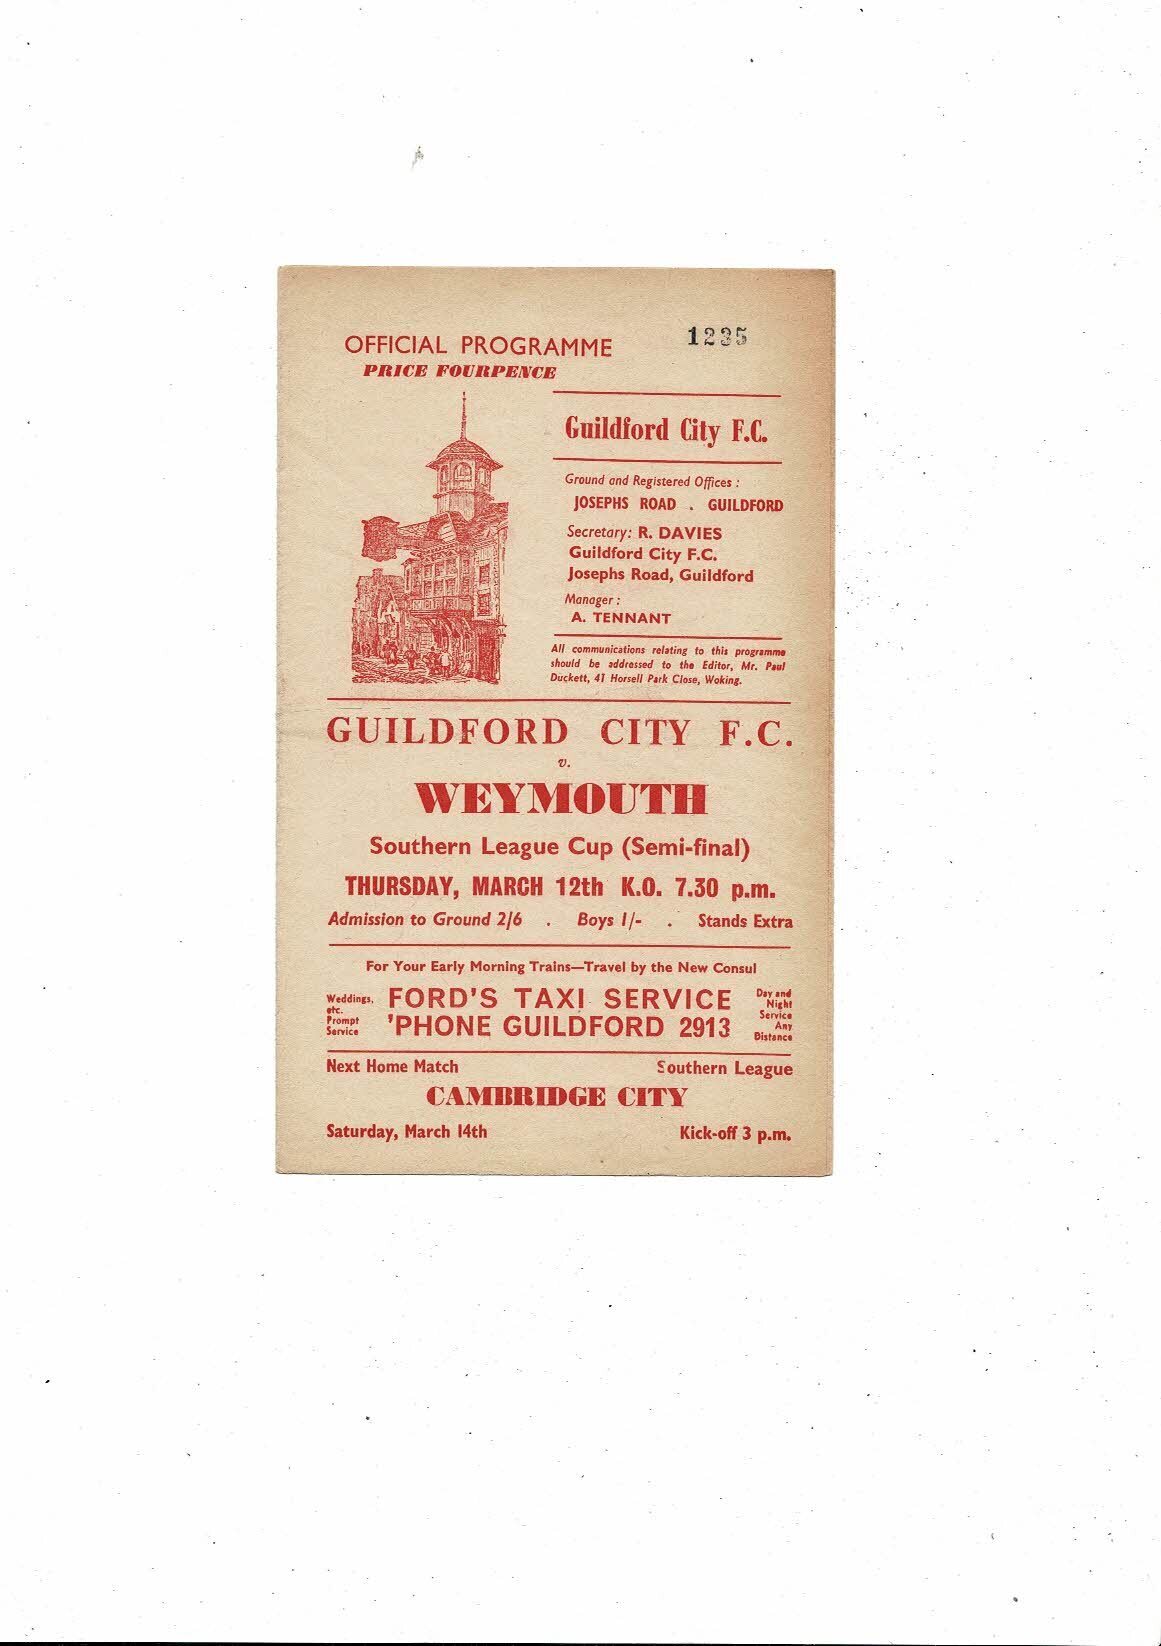 OFFICIAL PROGRAMME
PRICE FOURPENCE
1235
Guildford City F.C.
Ground and Registered Offices :
JOSEPHS ROAD . GUILDFORD
Secretary: R. DAVIES
Guildford City F.C.
Josephs Road, Guildford
Manager :
A. TENNANT
All communications relating to this programme
should be addressed to the Editor, Mr. Paul
Duckett, 41 Horsell Park Close, Woking.
GUILDFORD CITY F.C.
v.
WEYMOUTH
Southern League Cup (Semi-final)
THURSDAY, MARCH 12th K.O. 7.30 p.m.
Admission to Ground 2/6 . Boys 1/- . Stands Extra
For Your Early Morning Trains—Travel by the New Consul
Weddings,
etc.
Prompt
Service
FORD'S TAXI SERVICE
'PHONE GUILDFORD 2913
Day and
Night
Service
Any
Distance
Next Home Match Southern League
CAMBRIDGE CITY
Saturday, March 14th Kick-off 3 p.m.